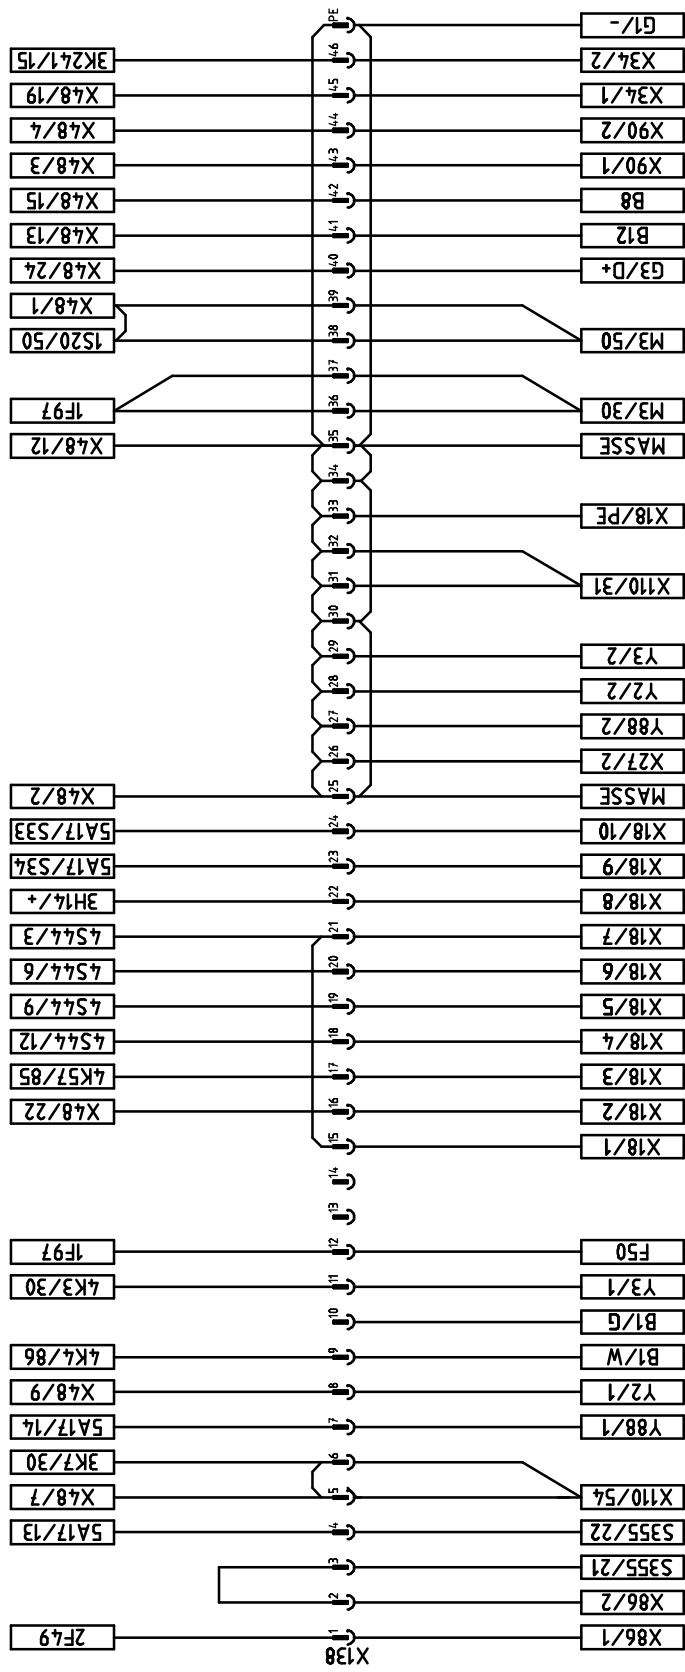 X138
X86/1 1 2F49
X86/2 2
S355/21 3
S355/22 4 5A17/13
X110/54 5 X48/7
6 3K7/30
Y88/1 7 5A17/14
Y2/1 8 X48/9
B1/W 9 4K4/86
B1/G 10
Y3/1 11 4K3/30
F50 12 1F97
13
14
X18/1 15
X18/2 16 X48/22
X18/3 17 4K57/85
X18/4 18 4S44/12
X18/5 19 4S44/9
X18/6 20 4S44/6
X18/7 21 4S44/3
X18/8 22 3H14/+
X18/9 23 5A17/S34
X18/10 24 5A17/S33
MASSE 25 X48/2
X27/2 26
Y88/2 27
Y2/2 28
Y3/2 29
30
X110/31 31
32
X18/PE 33
34
MASSE 35 X48/12
M3/30 36 1F97
37
M3/50 38 1S20/50
39 X48/1
G3/D+ 40 X48/24
B12 41 X48/13
B8 42 X48/15
X90/1 43 X48/3
X90/2 44 X48/4
X34/1 45 X48/19
X34/2 46 3K241/15
G1/- PE